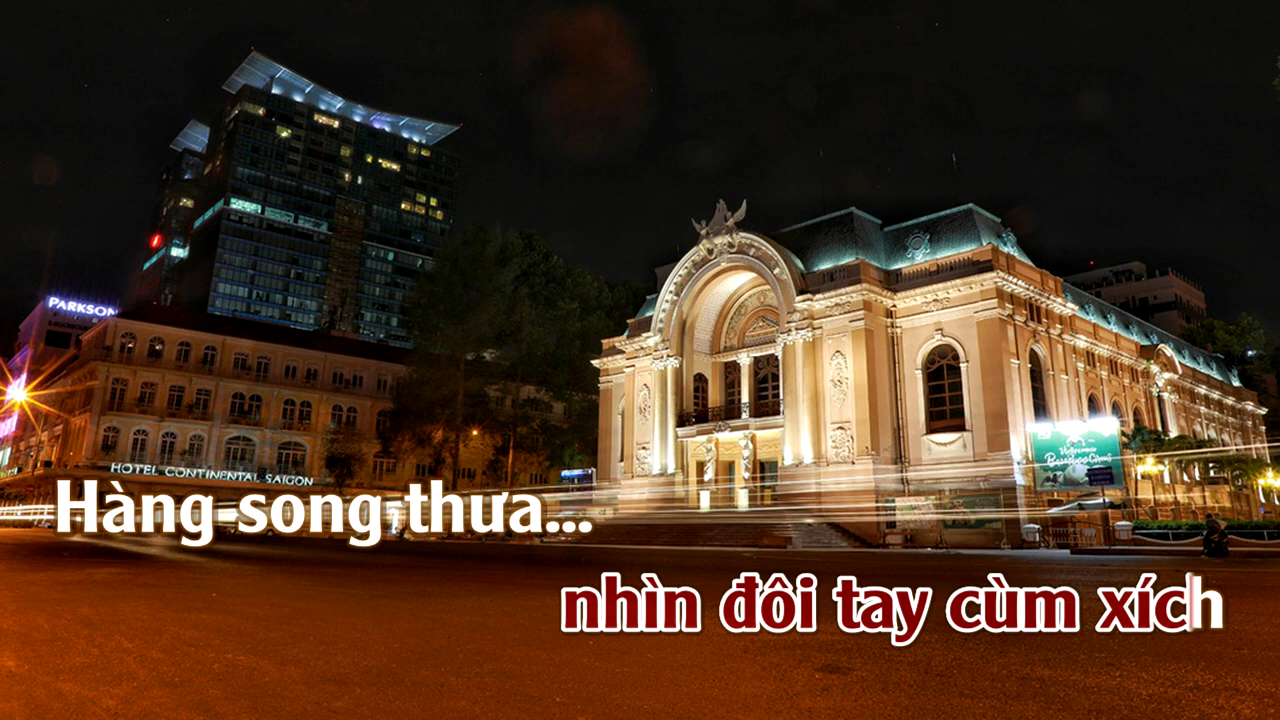 PARKSON
HOTEL CONTINENTAL SAIGON
Hàng song thưa...
nhìn đôi tay cùm xích